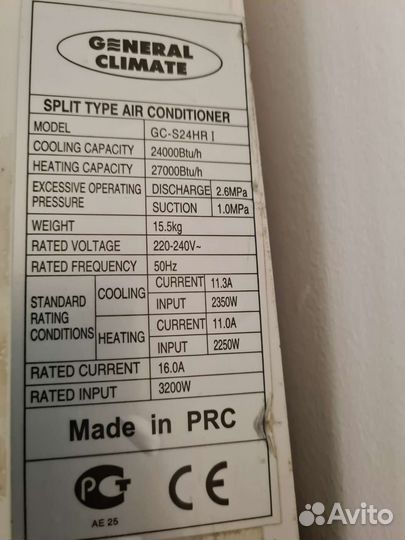 GENERAL
CLIMATE
SPLIT TYPE AIR CONDITIONER
MODEL GC-S24HR I
COOLING CAPACITY 24000Btu/h
HEATING CAPACITY 27000Btu/h
EXCESSIVE OPERATING PRESSURE DISCHARGE 2.6MPa
SUCTION 1.0MPa
WEIGHT 15.5kg
RATED VOLTAGE 220-240V~
RATED FREQUENCY 50Hz
STANDARD RATING CONDITIONS COOLING CURRENT 11.3A
INPUT 2350W
HEATING CURRENT 11.0A
INPUT 2250W
RATED CURRENT 16.0A
RATED INPUT 3200W
Made in PRC
РСТ CE
AE 25
Avito